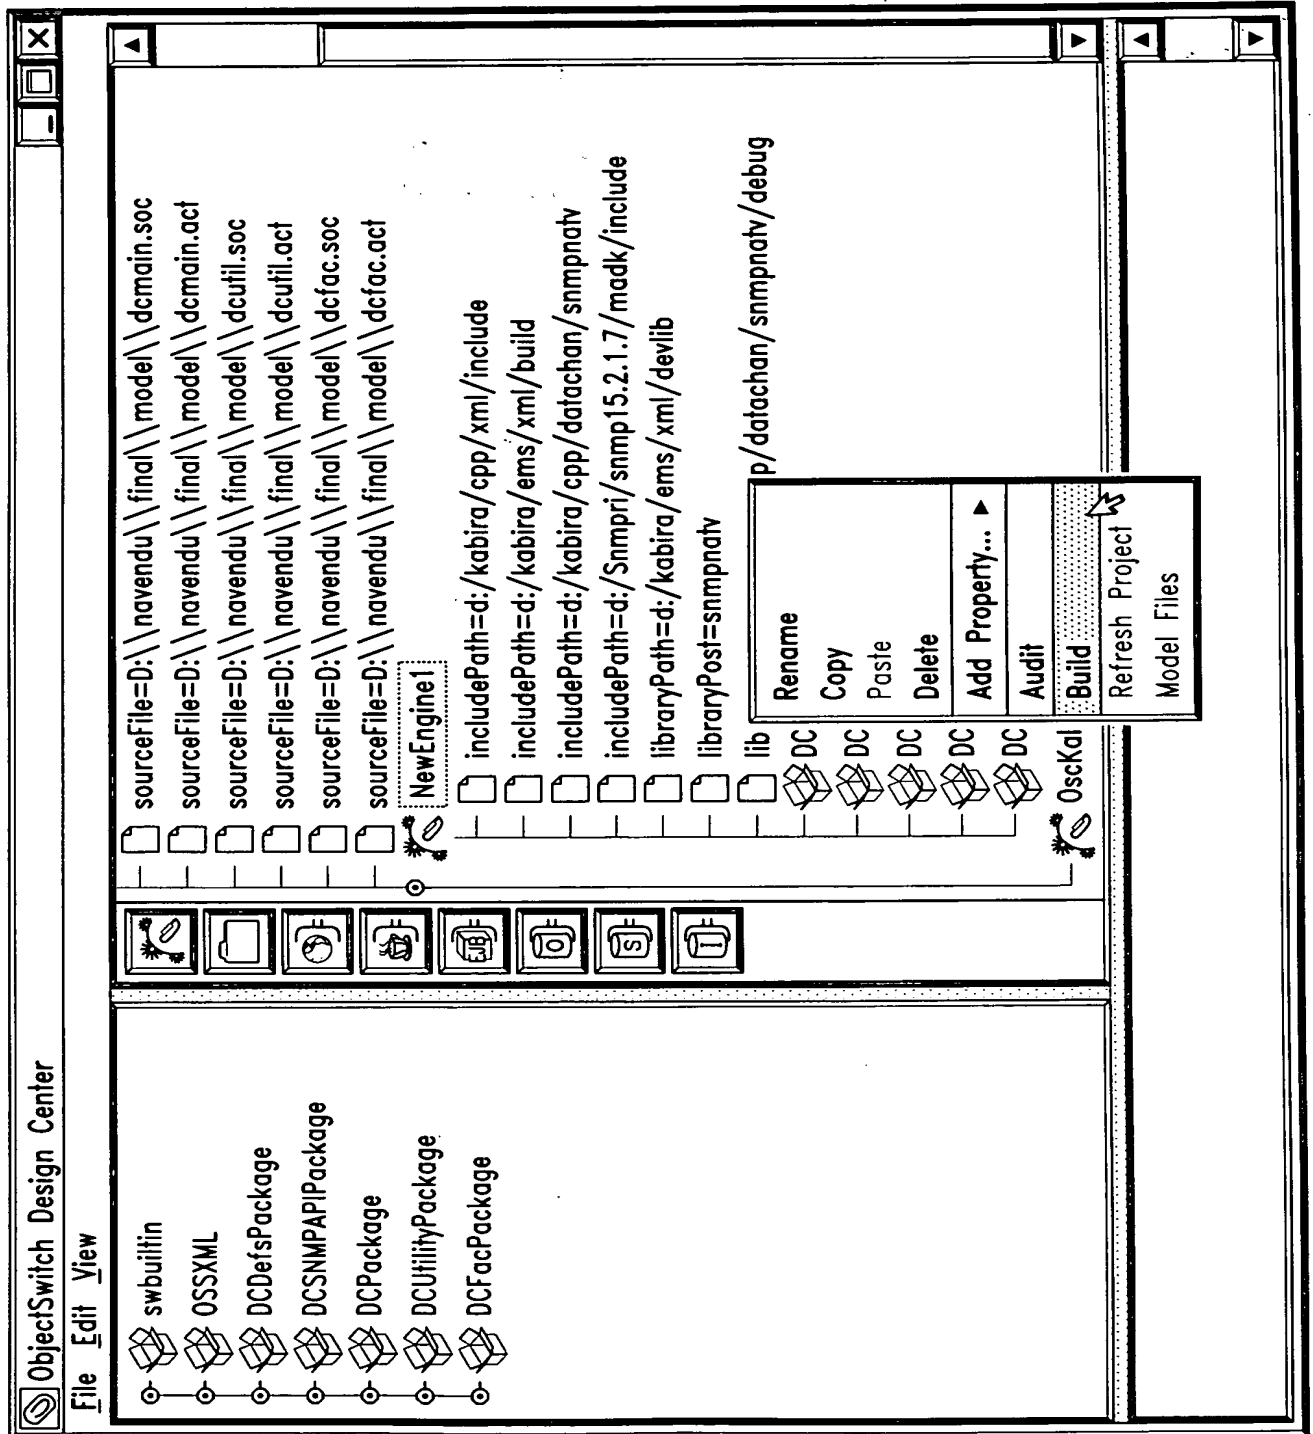 ObjectSwitch Design Center
File Edit View
swbuiltin
OSSXML
DCDefsPackage
DCSNMPAPIPackage
DCPackage
DCUtilityPackage
DCFacPackage
EJB
O
S
I
sourceFile=D:\\navendu\\final\\model\\dcmain.soc
sourceFile=D:\\navendu\\final\\model\\dcmain.act
sourceFile=D:\\navendu\\final\\model\\dcutil.soc
sourceFile=D:\\navendu\\final\\model\\dcutil.act
sourceFile=D:\\navendu\\final\\model\\dcfac.soc
sourceFile=D:\\navendu\\final\\model\\dcfac.act
NewEngine1
includePath=d:/kabira/cpp/xml/include
includePath=d:/kabira/ems/xml/build
includePath=d:/kabira/cpp/datachan/snmpnatv
includePath=d:/Snmpri/snmp15.2.1.7/madk/include
libraryPath=d:/kabira/ems/xml/devlib
libraryPost=snmpnatv
lib p/datachan/snmpnatv/debug
DC
DC
DC
DC
DC
OscKal
Rename
Copy
Paste
Delete
Add Property...
Audit
Build
Refresh Project
Model Files